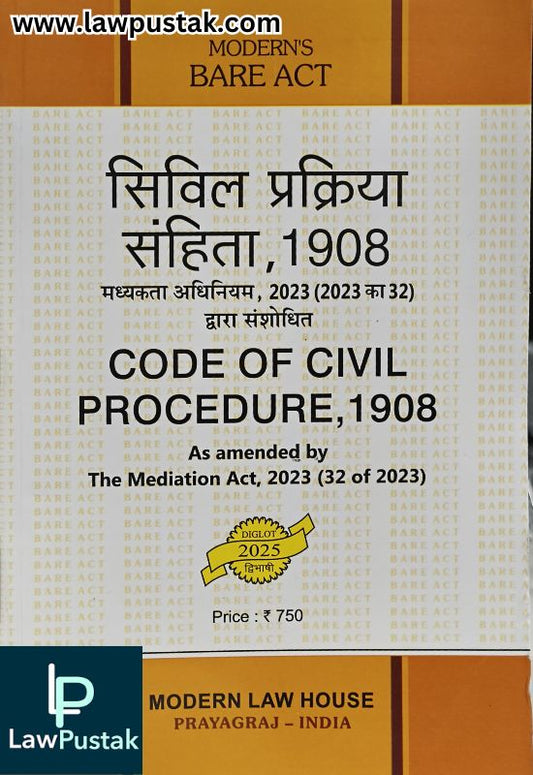 www.lawpustak.com
MODERN'S
BARE ACT
सिविल प्रक्रिया
संहिता, 1908
मध्यकता अधिनियम, 2023 (2023 का 32)
द्वारा संशोधित
CODE OF CIVIL
PROCEDURE, 1908
As amended by
The Mediation Act, 2023 (32 of 2023)
DIGLOT
2025
द्विभाषी
Price : ₹ 750
MODERN LAW HOUSE
PRAYAGRAJ – INDIA
LP
LawPustak